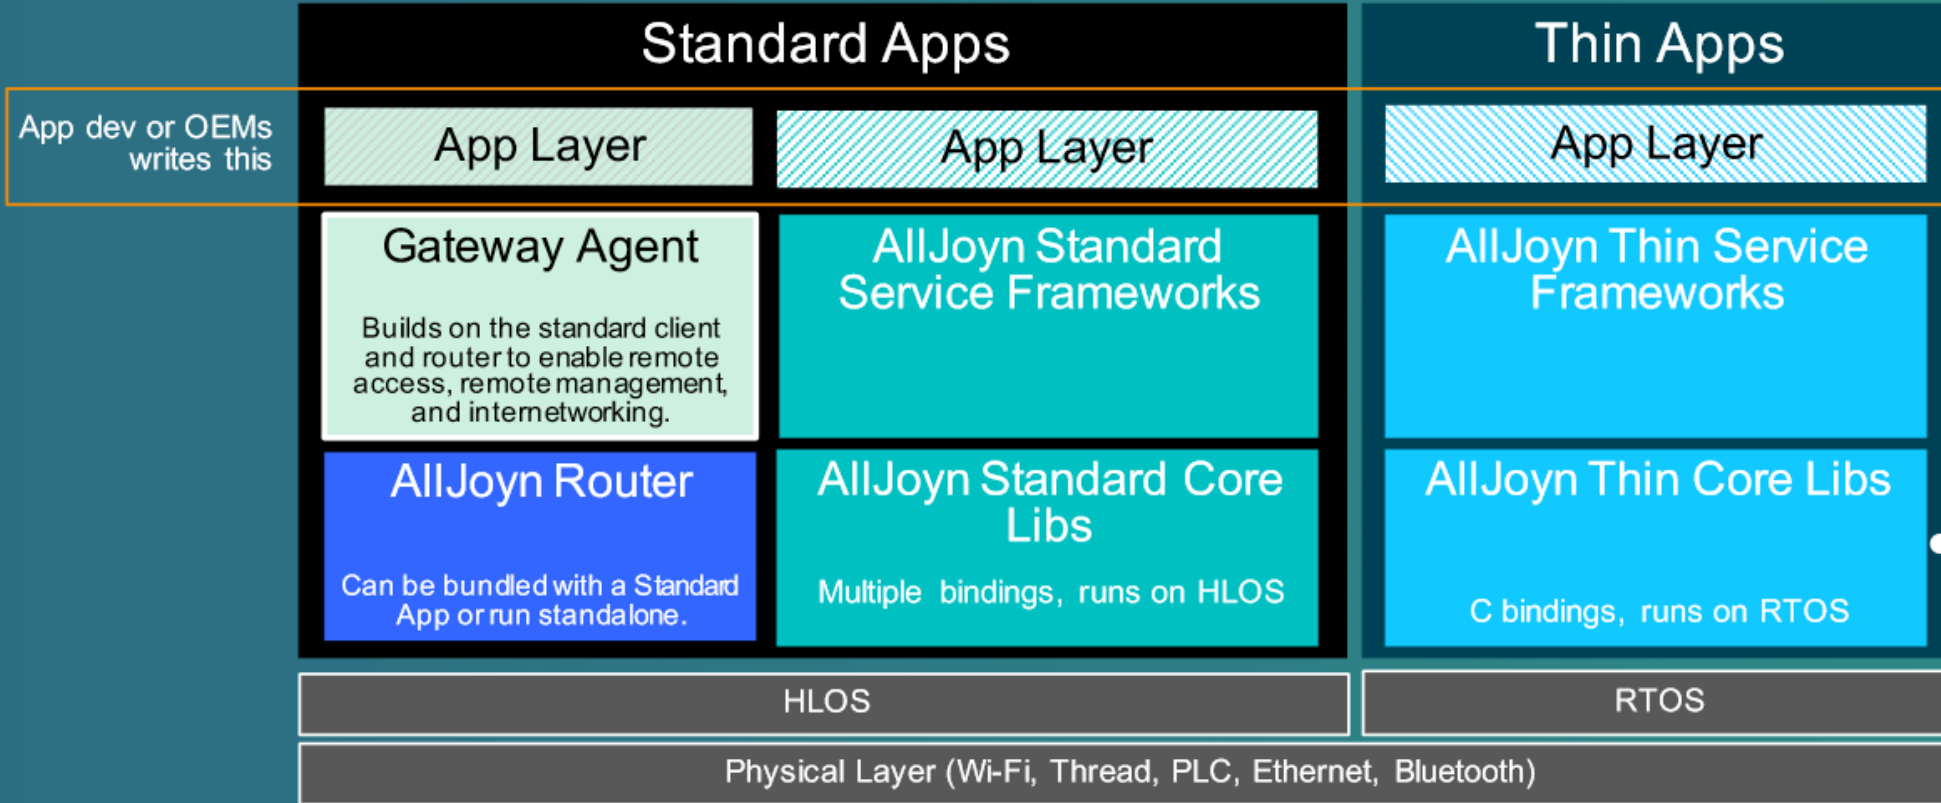 Standard Apps
Thin Apps
App dev or OEMs
writes this
App Layer
App Layer
App Layer
Gateway Agent
Builds on the standard client
and router to enable remote
access, remote management,
and internetworking.
AllJoyn Standard
Service Frameworks
AllJoyn Thin Service
Frameworks
AllJoyn Router
Can be bundled with a Standard
App or run standalone.
AllJoyn Standard Core
Libs
Multiple bindings, runs on HLOS
AllJoyn Thin Core Libs
C bindings, runs on RTOS
HLOS
RTOS
Physical Layer (Wi-Fi, Thread, PLC, Ethernet, Bluetooth)